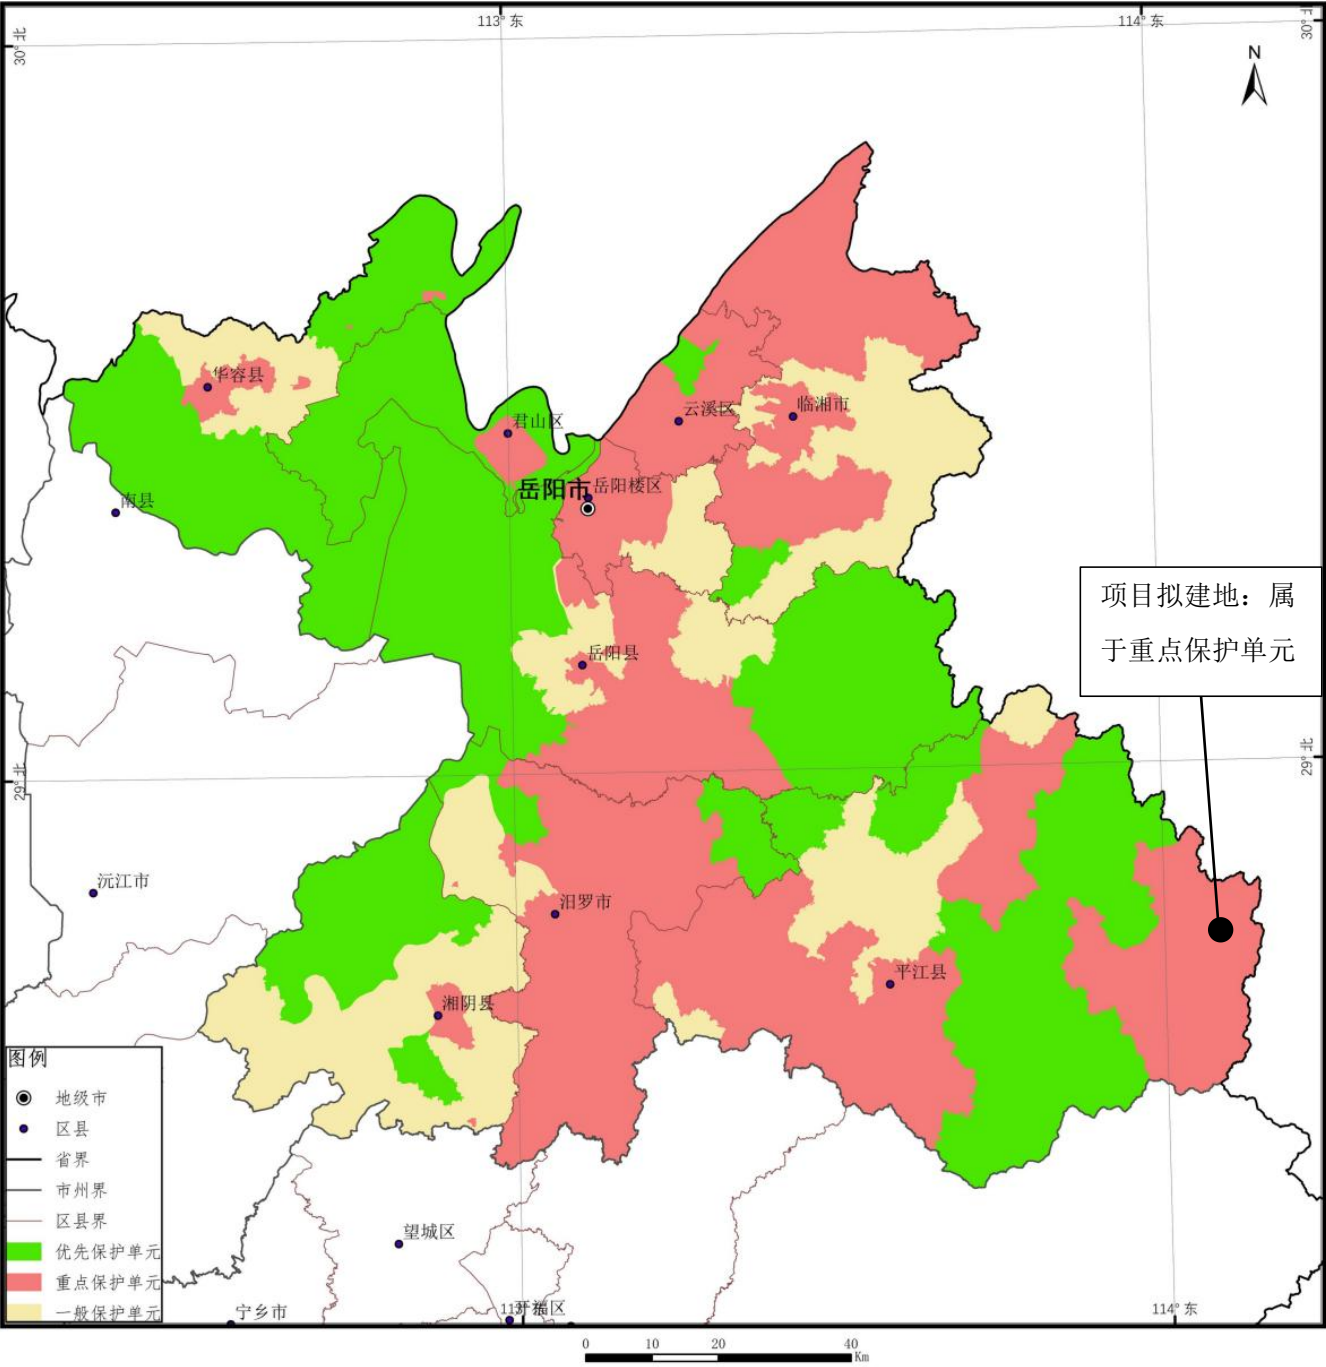 113° 东
114° 东
30° 北
30° 北
N
华容县
君山区
云溪区
临湘市
岳阳市
岳阳楼区
南县
项目拟建地：属
于重点保护单元
岳阳县
29° 北
29° 北
沅江市
汨罗市
平江县
湘阴县
图例
地级市
区县
省界
市州界
区县界
优先保护单元
重点保护单元
一般保护单元
望城区
宁乡市
113° 东
开福区
114° 东
0 10 20 40
Km